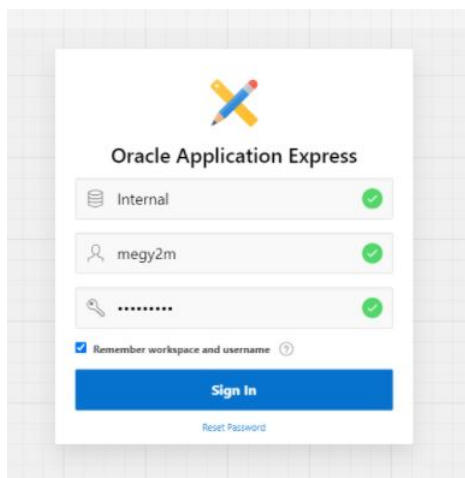 Oracle Application Express
Internal
megy2m
•••••••••
Remember workspace and username ?
Sign In
Reset Password